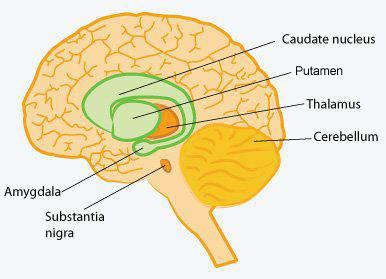 Caudate nucleus
Putamen
Thalamus
Cerebellum
Amygdala
Substantia
nigra